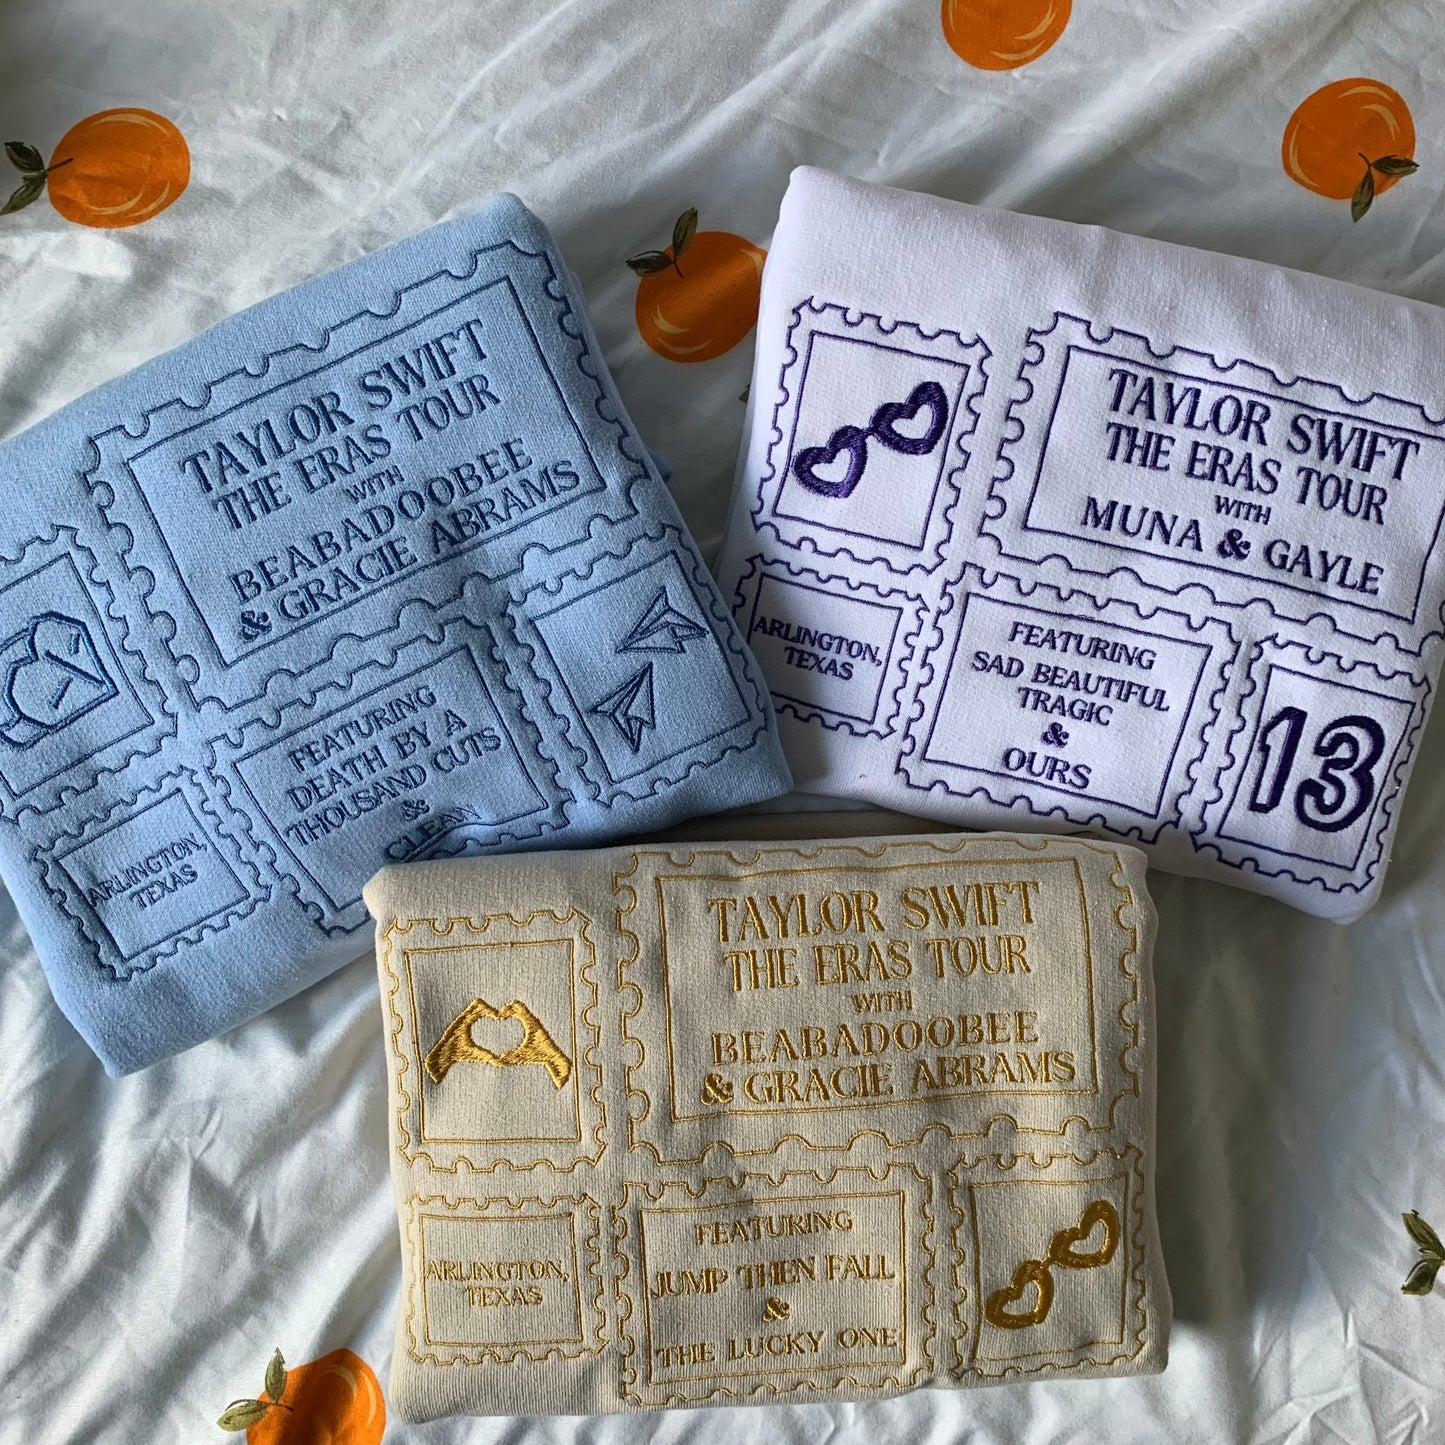 TAYLOR SWIFT
THE ERAS TOUR
WITH
BEABADOOBEE
& GRACIE ABRAMS
FEATURING
DEATH BY A
THOUSAND CUTS
&
CLEAN
ARLINGTON,
TEXAS
TAYLOR SWIFT
THE ERAS TOUR
WITH
MUNA & GAYLE
ARLINGTON,
TEXAS
FEATURING
SAD BEAUTIFUL
TRAGIC
&
OURS
13
TAYLOR SWIFT
THE ERAS TOUR
WITH
BEABADOOBEE
& GRACIE ABRAMS
ARLINGTON,
TEXAS
FEATURING
JUMP THEN FALL
&
THE LUCKY ONE